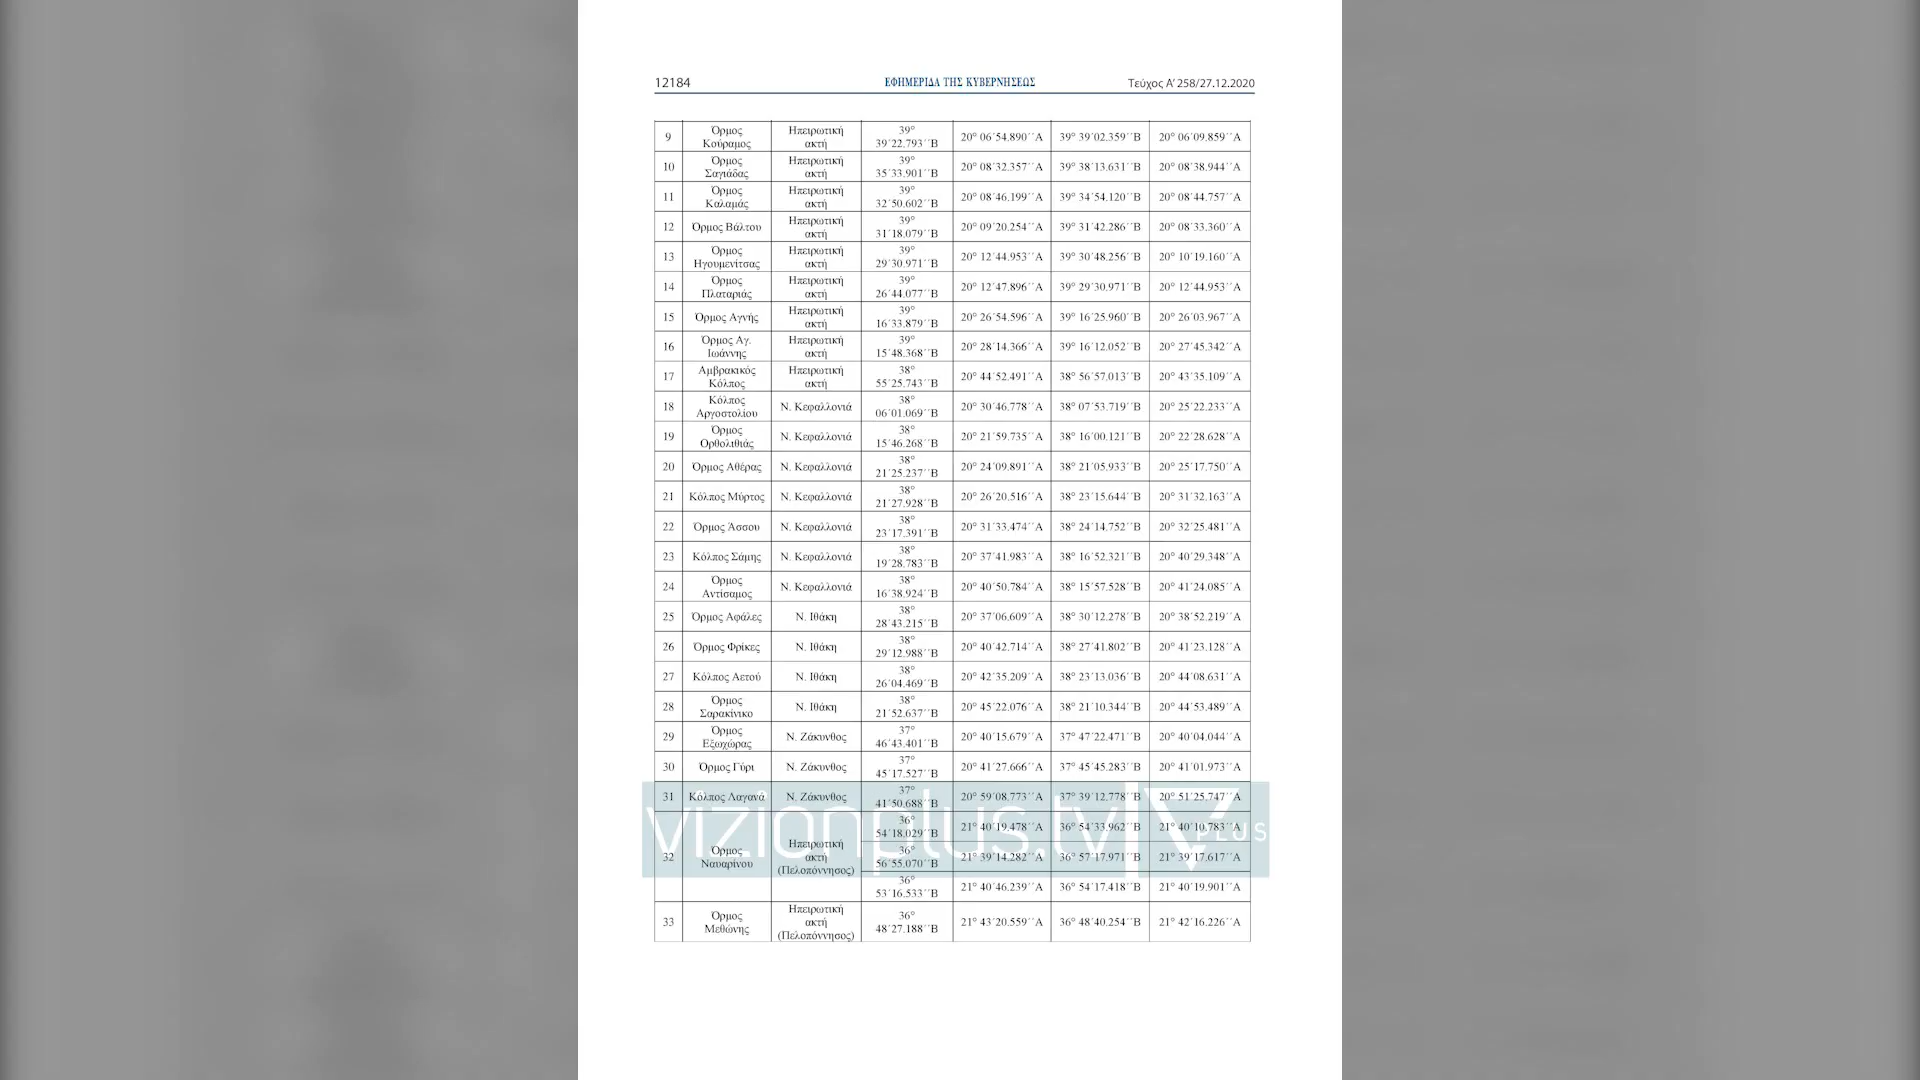 12184 ΕΦΗΜΕΡΙΔΑ ΤΗΣ ΚΥΒΕΡΝΗΣΕΩΣ Τεύχος Α’ 258/27.12.2020
9 Όρμος Κούραμος Ηπειρωτική ακτή 39° 39΄22.793΄΄Β 20° 06΄54.890΄΄Α 39° 39΄02.359΄΄Β 20° 06΄09.859΄΄Α
10 Όρμος Σαγιάδας Ηπειρωτική ακτή 39° 35΄33.901΄΄Β 20° 08΄32.357΄΄Α 39° 38΄13.631΄΄Β 20° 08΄38.944΄΄Α
11 Όρμος Καλαμάς Ηπειρωτική ακτή 39° 32΄50.602΄΄Β 20° 08΄46.199΄΄Α 39° 34΄54.120΄΄Β 20° 08΄44.757΄΄Α
12 Όρμος Βάλτου Ηπειρωτική ακτή 39° 31΄18.079΄΄Β 20° 09΄20.254΄΄Α 39° 31΄42.286΄΄Β 20° 08΄33.360΄΄Α
13 Όρμος Ηγουμενίτσας Ηπειρωτική ακτή 39° 29΄30.971΄΄Β 20° 12΄44.953΄΄Α 39° 30΄48.256΄΄Β 20° 10΄19.160΄΄Α
14 Όρμος Πλαταριάς Ηπειρωτική ακτή 39° 26΄44.077΄΄Β 20° 12΄47.896΄΄Α 39° 29΄30.971΄΄Β 20° 12΄44.953΄΄Α
15 Όρμος Αγνής Ηπειρωτική ακτή 39° 16΄33.879΄΄Β 20° 26΄54.596΄΄Α 39° 16΄25.960΄΄Β 20° 26΄03.967΄΄Α
16 Όρμος Αγ. Ιωάννης Ηπειρωτική ακτή 39° 15΄48.368΄΄Β 20° 28΄14.366΄΄Α 39° 16΄12.052΄΄Β 20° 27΄45.342΄΄Α
17 Αμβρακικός Κόλπος Ηπειρωτική ακτή 38° 55΄25.743΄΄Β 20° 44΄52.491΄΄Α 38° 56΄57.013΄΄Β 20° 43΄35.109΄΄Α
18 Κόλπος Αργοστολίου Ν. Κεφαλλονιά 38° 06΄01.069΄΄Β 20° 30΄46.778΄΄Α 38° 07΄53.719΄΄Β 20° 25΄22.233΄΄Α
19 Όρμος Ορθολιθιάς Ν. Κεφαλλονιά 38° 15΄46.268΄΄Β 20° 21΄59.735΄΄Α 38° 16΄00.121΄΄Β 20° 22΄28.628΄΄Α
20 Όρμος Αθέρας Ν. Κεφαλλονιά 38° 21΄25.237΄΄Β 20° 24΄09.891΄΄Α 38° 21΄05.933΄΄Β 20° 25΄17.750΄΄Α
21 Κόλπος Μύρτος Ν. Κεφαλλονιά 38° 21΄27.928΄΄Β 20° 26΄20.516΄΄Α 38° 23΄15.644΄΄Β 20° 31΄32.163΄΄Α
22 Όρμος Άσσου Ν. Κεφαλλονιά 38° 23΄17.391΄΄Β 20° 31΄33.474΄΄Α 38° 24΄14.752΄΄Β 20° 32΄25.481΄΄Α
23 Κόλπος Σάμης Ν. Κεφαλλονιά 38° 19΄28.783΄΄Β 20° 37΄41.983΄΄Α 38° 16΄52.321΄΄Β 20° 40΄29.348΄΄Α
24 Όρμος Αντίσαμος Ν. Κεφαλλονιά 38° 16΄38.924΄΄Β 20° 40΄50.784΄΄Α 38° 15΄57.528΄΄Β 20° 41΄24.085΄΄Α
25 Όρμος Αφάλες Ν. Ιθάκη 38° 28΄43.215΄΄Β 20° 37΄06.609΄΄Α 38° 30΄12.278΄΄Β 20° 38΄52.219΄΄Α
26 Όρμος Φρίκες Ν. Ιθάκη 38° 29΄12.988΄΄Β 20° 40΄42.714΄΄Α 38° 27΄41.802΄΄Β 20° 41΄23.128΄΄Α
27 Κόλπος Αετού Ν. Ιθάκη 38° 26΄04.469΄΄Β 20° 42΄35.209΄΄Α 38° 23΄13.036΄΄Β 20° 44΄08.631΄΄Α
28 Όρμος Σαρακίνικο Ν. Ιθάκη 38° 21΄52.637΄΄Β 20° 45΄22.076΄΄Α 38° 21΄10.344΄΄Β 20° 44΄53.489΄΄Α
29 Όρμος Εξωχώρας Ν. Ζάκυνθος 37° 46΄43.401΄΄Β 20° 40΄15.679΄΄Α 37° 47΄22.471΄΄Β 20° 40΄04.044΄΄Α
30 Όρμος Γύρι Ν. Ζάκυνθος 37° 45΄17.527΄΄Β 20° 41΄27.666΄΄Α 37° 45΄45.283΄΄Β 20° 41΄01.973΄΄Α
31 Κόλπος Λαγανά Ν. Ζάκυνθος 37° 41΄50.688΄΄Β 20° 59΄08.773΄΄Α 37° 39΄12.778΄΄Β 20° 51΄25.747΄΄Α
32 Όρμος Ναυαρίνου Ηπειρωτική ακτή (Πελοπόννησος) 36° 54΄18.029΄΄Β 21° 40΄19.478΄΄Α 36° 54΄33.962΄΄Β 21° 40΄10.783΄΄Α
36° 56΄55.070΄΄Β 21° 39΄14.282΄΄Α 36° 57΄17.971΄΄Β 21° 39΄17.617΄΄Α
36° 53΄16.533΄΄Β 21° 40΄46.239΄΄Α 36° 54΄17.418΄΄Β 21° 40΄19.901΄΄Α
33 Όρμος Μεθώνης Ηπειρωτική ακτή (Πελοπόννησος) 36° 48΄27.188΄΄Β 21° 43΄20.559΄΄Α 36° 48΄40.254΄΄Β 21° 42΄16.226΄΄Α
vizionplus.tv V PLUS